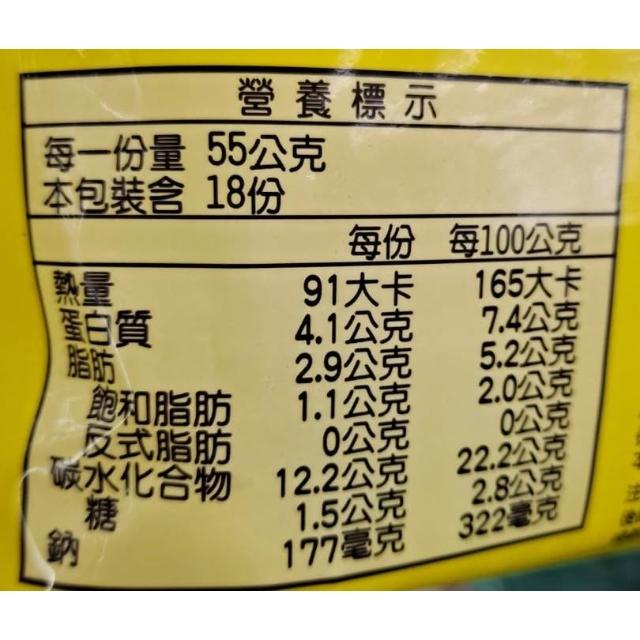 營養標示
每一份量 55公克
本包裝含 18份
每份 每100公克
熱量 91大卡 165大卡
蛋白質 4.1公克 7.4公克
脂肪 2.9公克 5.2公克
飽和脂肪 1.1公克 2.0公克
反式脂肪 0公克 0公克
碳水化合物 12.2公克 22.2公克
糖 1.5公克 2.8公克
鈉 177毫克 322毫克